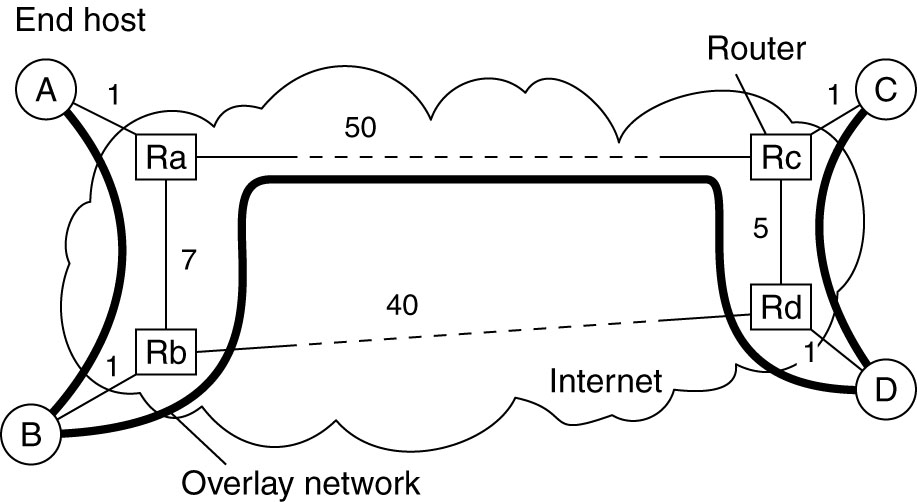 End host
Router
A
1
1
C
50
Ra
Rc
5
7
40
Rd
Rb
1
1
Internet
D
B
Overlay network